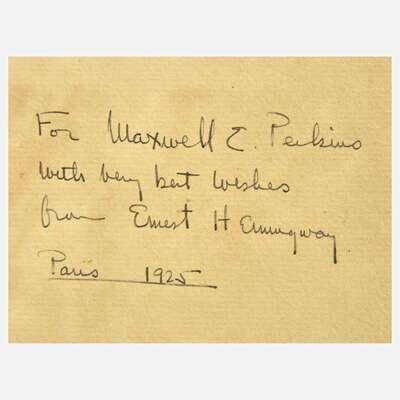 For Maxwell E. Perkins
with very best wishes
from Ernest Hemingway.
Paris 1925